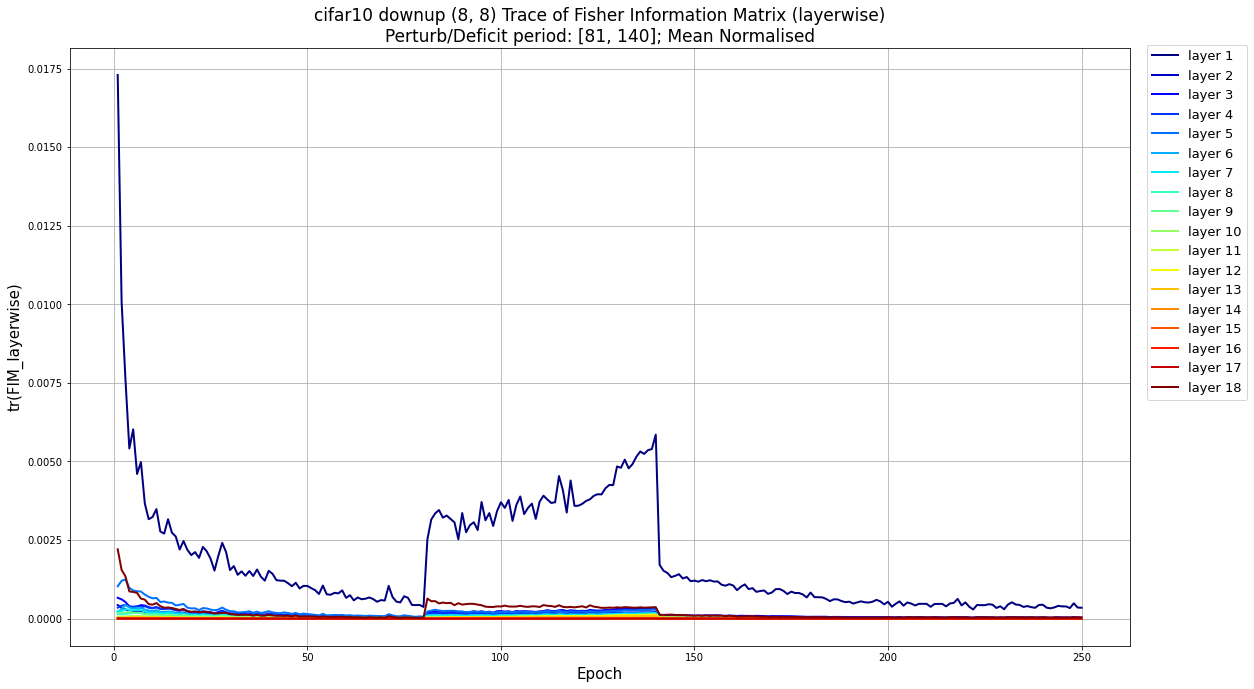 cifar10 downup (8, 8) Trace of Fisher Information Matrix (layerwise)
Perturb/Deficit period: [81, 140]; Mean Normalised
tr(FIM_layerwise)
0.0175
0.0150
0.0125
0.0100
0.0075
0.0050
0.0025
0.0000
0
50
100
150
200
250
Epoch
layer 1
layer 2
layer 3
layer 4
layer 5
layer 6
layer 7
layer 8
layer 9
layer 10
layer 11
layer 12
layer 13
layer 14
layer 15
layer 16
layer 17
layer 18